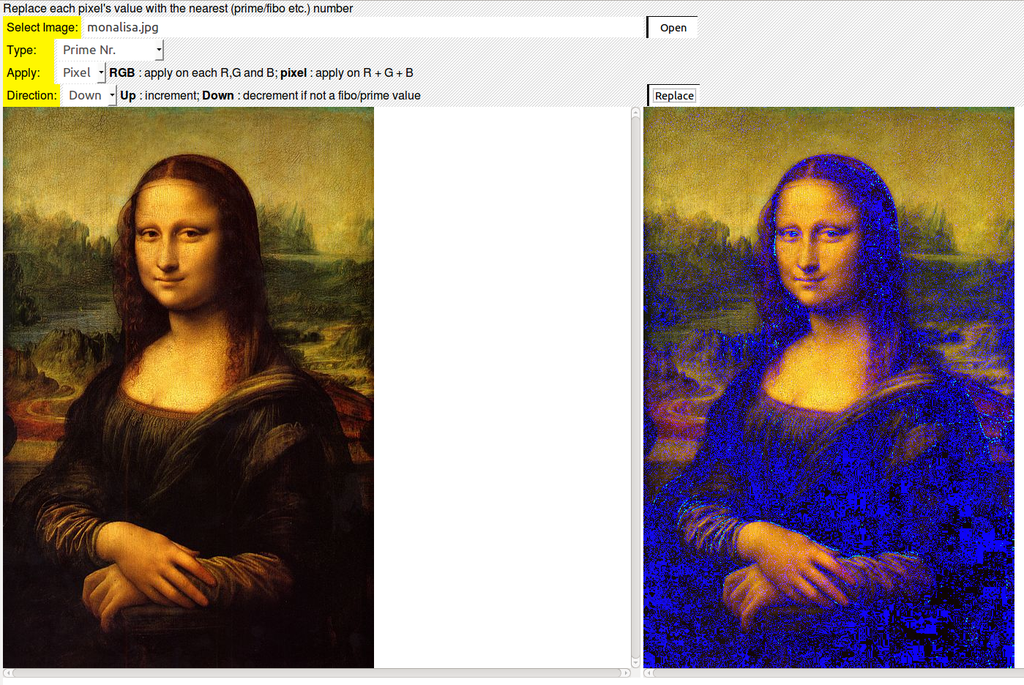 Replace each pixel's value with the nearest (prime/fibo etc.) number
Select Image: monalisa.jpg Open
Type: Prime Nr.
Apply: Pixel RGB : apply on each R,G and B; pixel : apply on R + G + B
Direction: Down Up : increment; Down : decrement if not a fibo/prime value Replace